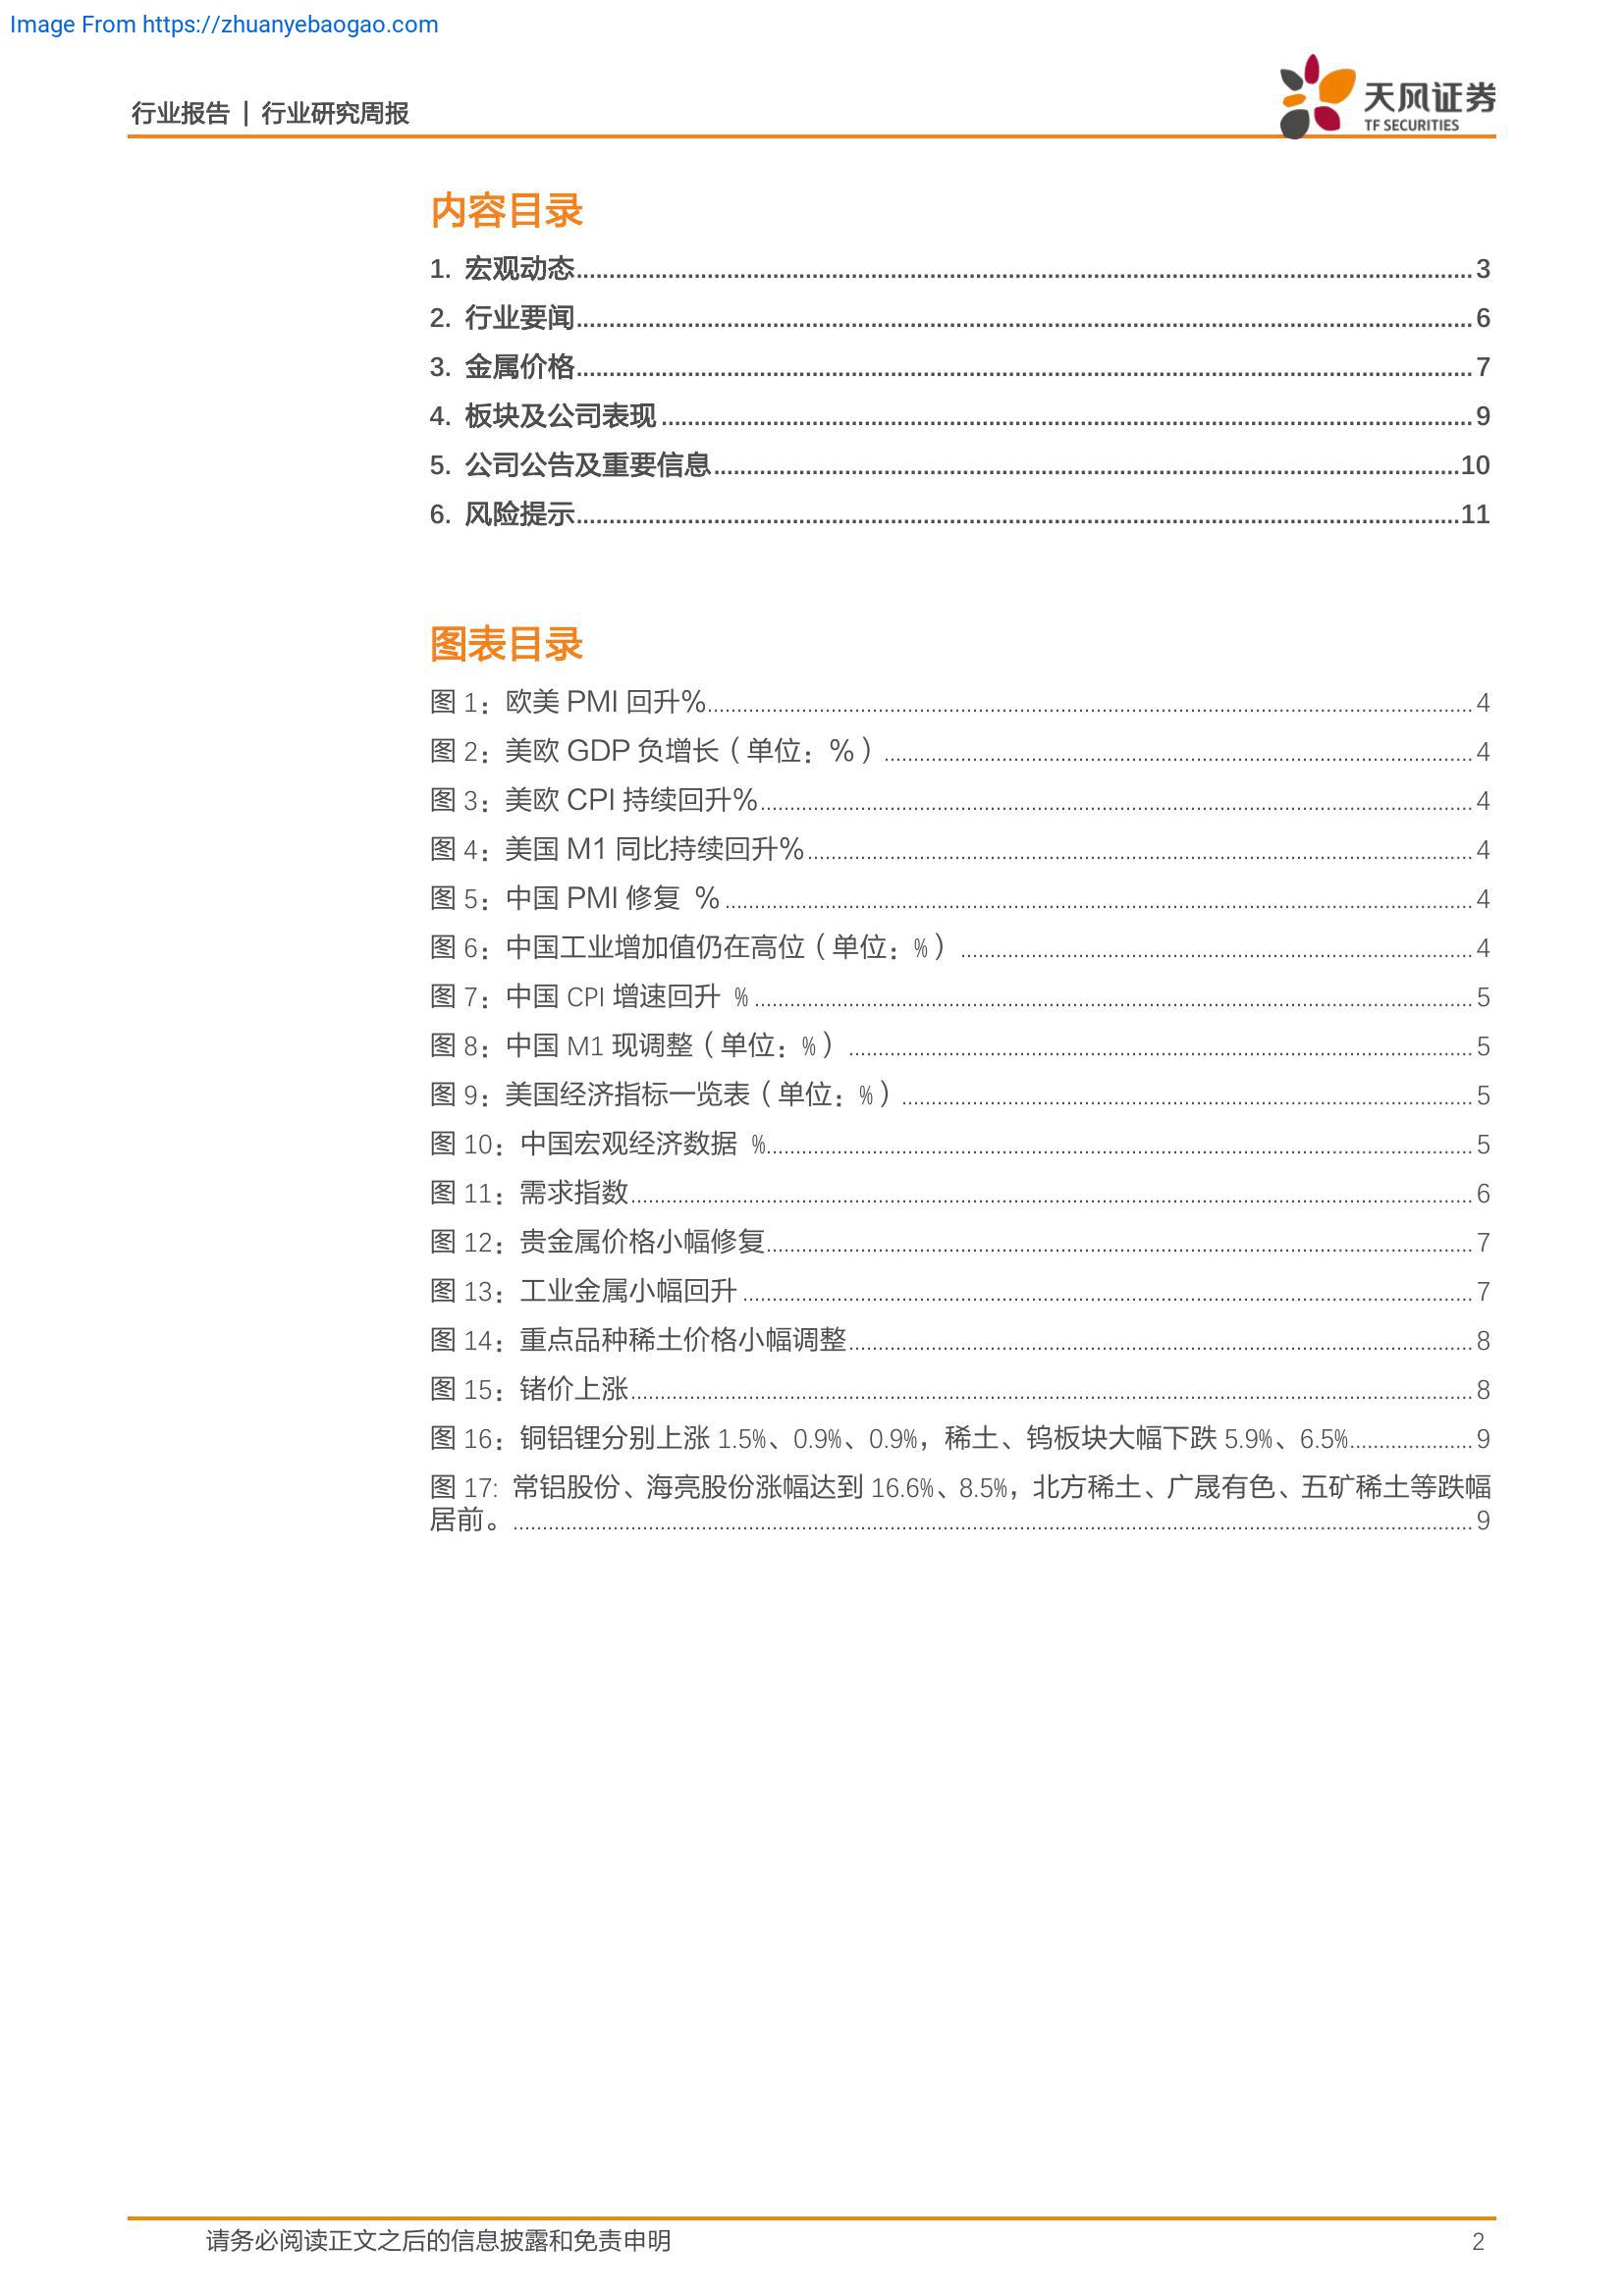 Image From https://zhuanyebaogao.com
行业报告 | 行业研究周报
天风证券
TF SECURITIES
内容目录
1. 宏观动态 3
2. 行业要闻 6
3. 金属价格 7
4. 板块及公司表现 9
5. 公司公告及重要信息 10
6. 风险提示 11
图表目录
图 1：欧美 PMI 回升% 4
图 2：美欧 GDP 负增长（单位：%） 4
图 3：美欧 CPI 持续回升% 4
图 4：美国 M1 同比持续回升% 4
图 5：中国 PMI 修复 % 4
图 6：中国工业增加值仍在高位（单位：%） 4
图 7：中国 CPI 增速回升 % 5
图 8：中国 M1 现调整（单位：%） 5
图 9：美国经济指标一览表（单位：%） 5
图 10：中国宏观经济数据 % 5
图 11：需求指数 6
图 12：贵金属价格小幅修复 7
图 13：工业金属小幅回升 7
图 14：重点品种稀土价格小幅调整 8
图 15：锗价上涨 8
图 16：铜铝锂分别上涨 1.5%、0.9%、0.9%，稀土、钨板块大幅下跌 5.9%、6.5% 9
图 17: 常铝股份、海亮股份涨幅达到 16.6%、8.5%，北方稀土、广晟有色、五矿稀土等跌幅
居前。 9
请务必阅读正文之后的信息披露和免责申明 2